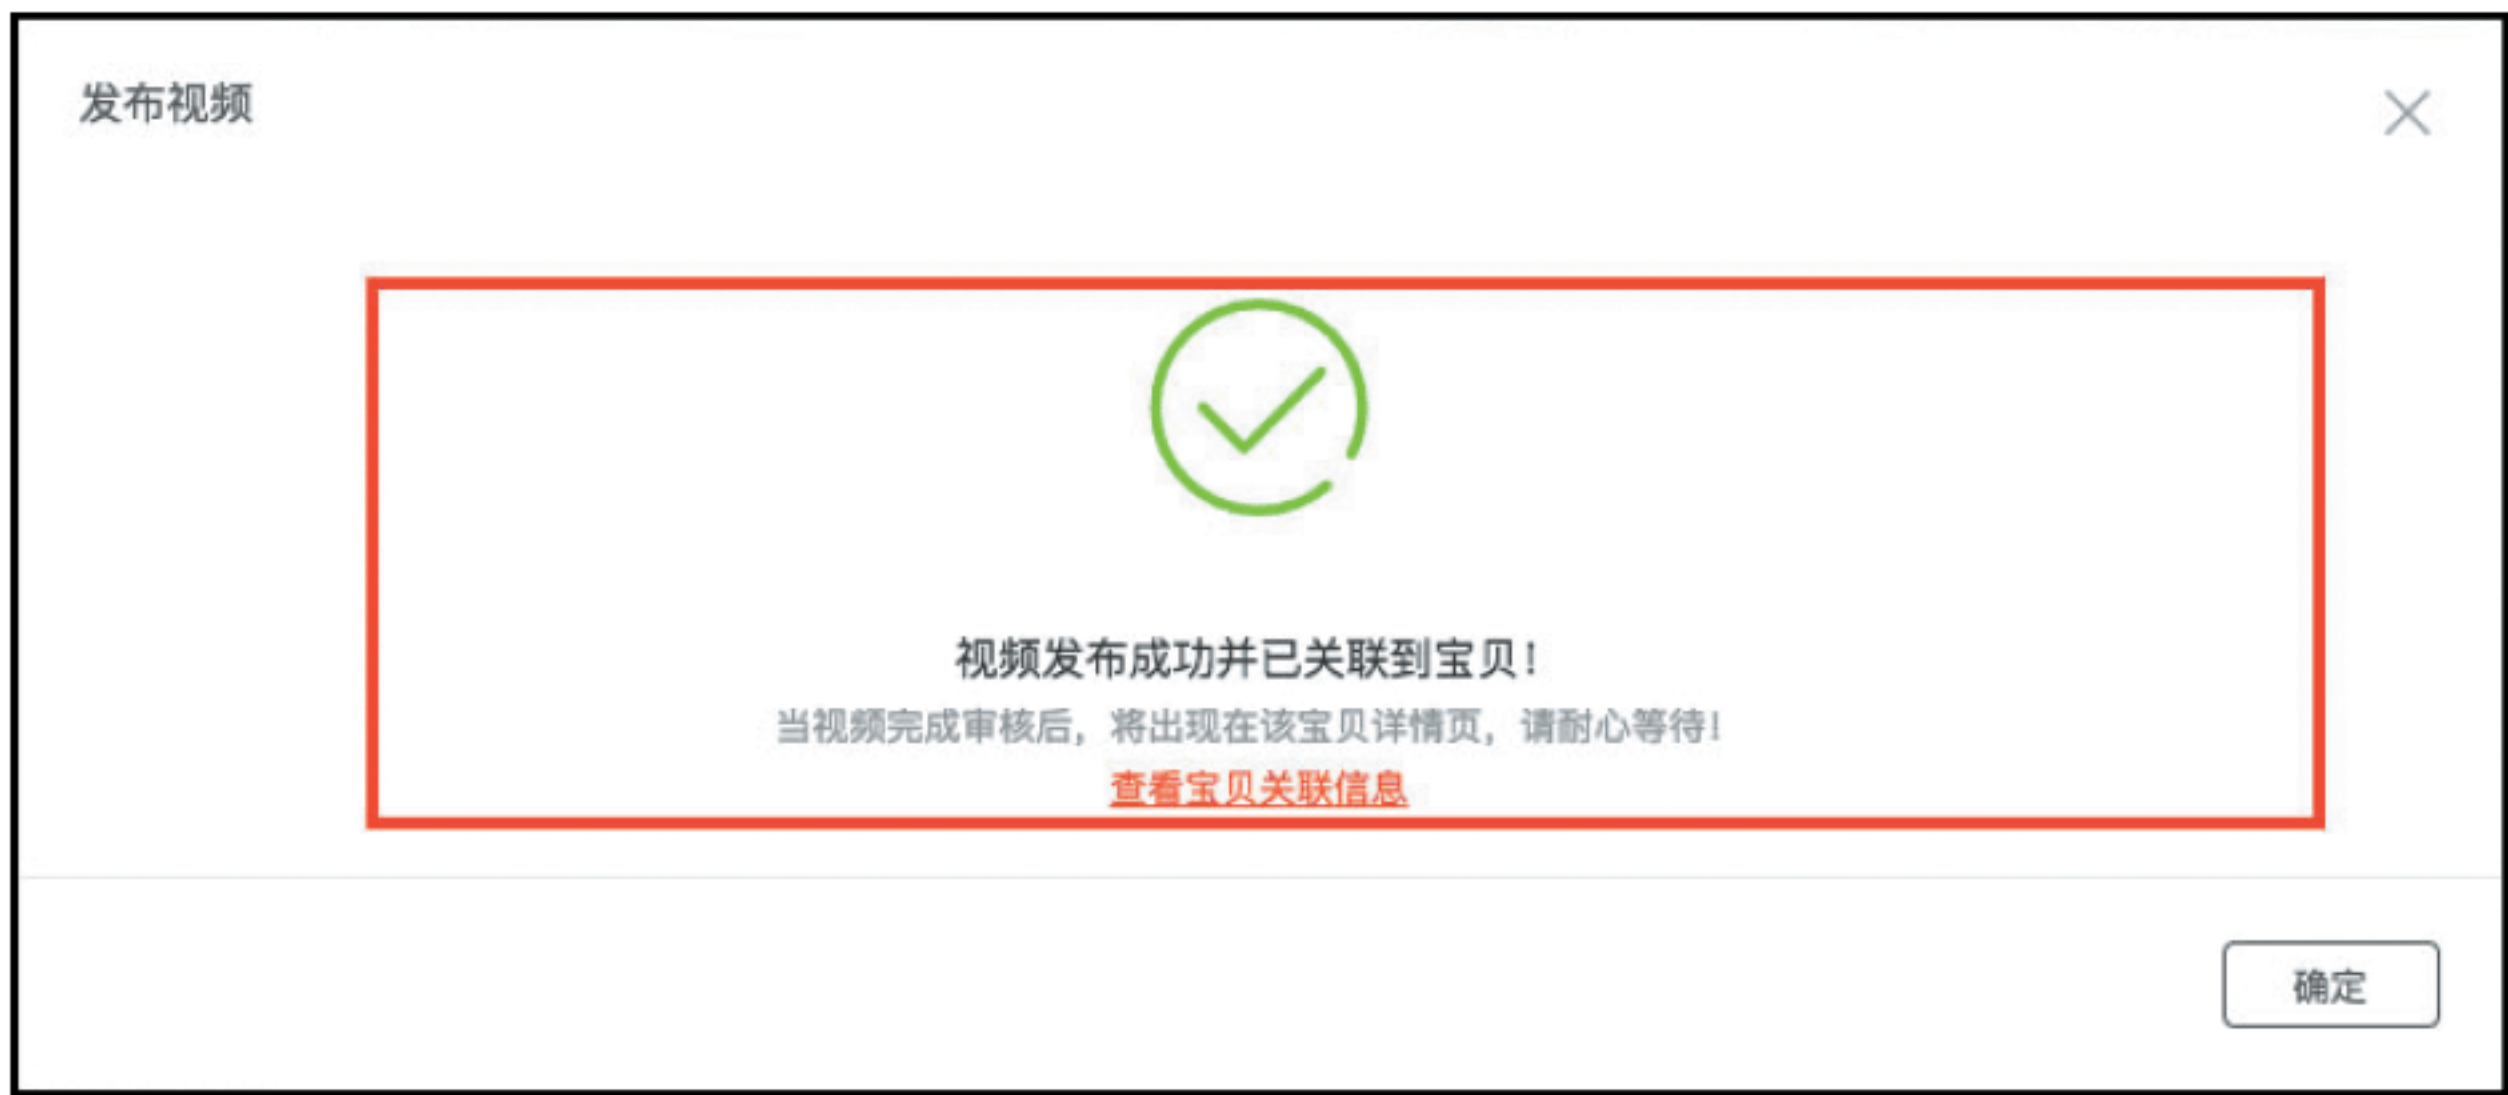 发布视频
视频发布成功并已关联到宝贝！
当视频完成审核后，将出现在该宝贝详情页，请耐心等待！
查看宝贝关联信息
确定